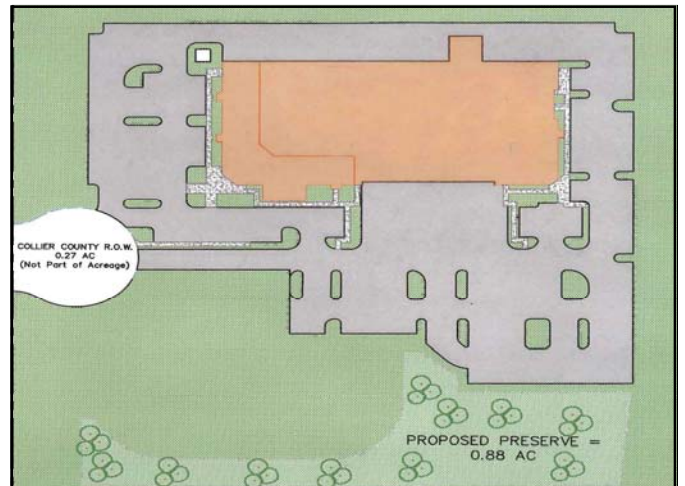 COLLIER COUNTY R.O.W.
0.27 AC
(Not Part of Acreage)
PROPOSED PRESERVE =
0.88 AC